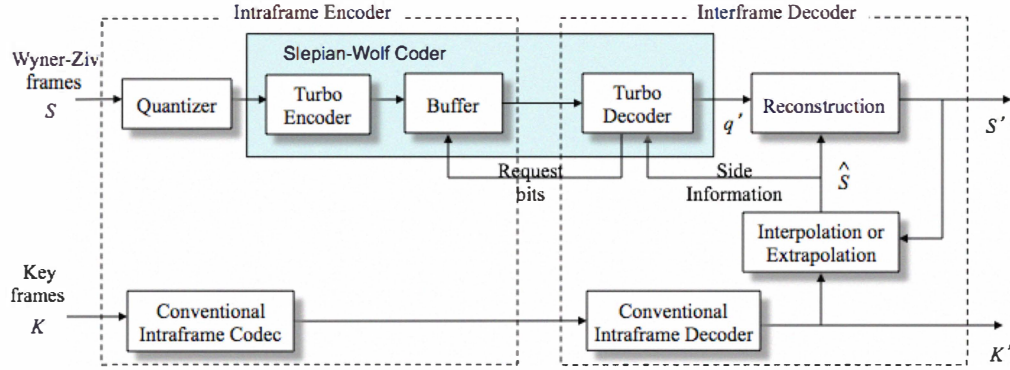 Intraframe Encoder
Interframe Decoder
Wyner-Ziv
frames
S
Slepian-Wolf Coder
Quantizer
Turbo
Encoder
Buffer
Turbo
Decoder
q'
Reconstruction
S'
Request
bits
Side
Information
Ŝ
Interpolation or
Extrapolation
Key
frames
K
Conventional
Intraframe Codec
Conventional
Intraframe Decoder
K'